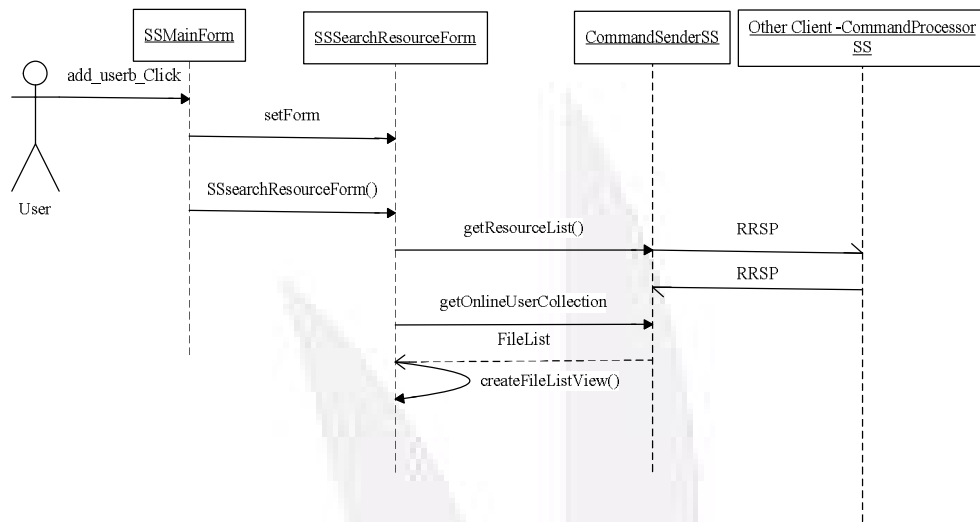 SSMainForm
SSSearchResourceForm
CommandSenderSS
Other Client -CommandProcessor
SS
add_userb_Click
setForm
User
SSsearchResourceForm()
getResourceList()
RRSP
RRSP
getOnlineUserCollection
FileList
createFileListView()